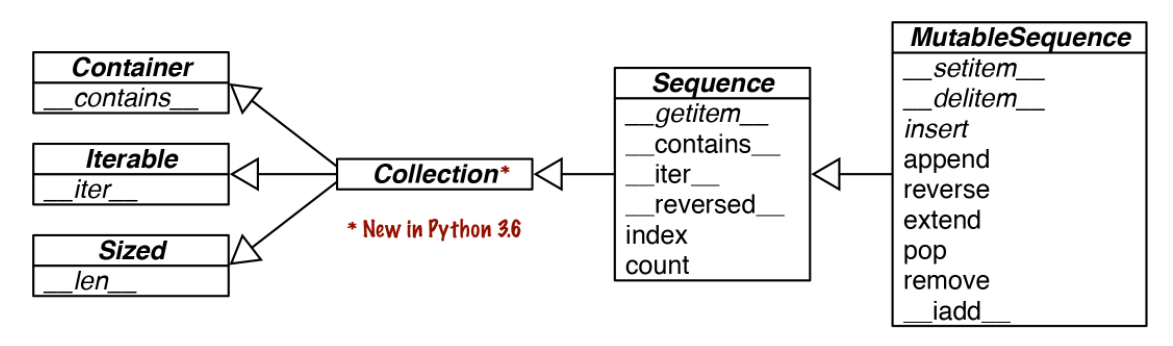 Container
__contains__
Iterable
__iter__
Sized
__len__
Collection*
* New in Python 3.6
Sequence
__getitem__
__contains__
__iter__
__reversed__
index
count
MutableSequence
__setitem__
__delitem__
insert
append
reverse
extend
pop
remove
__iadd__